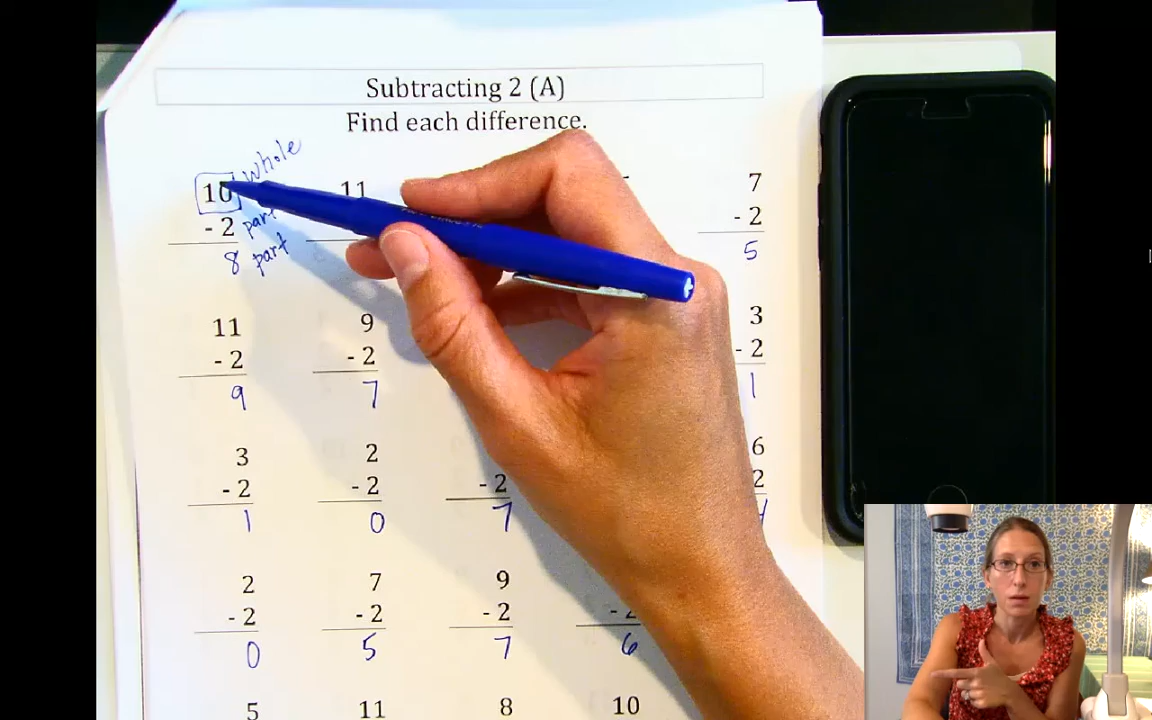 Subtracting 2 (A)
Find each difference.
whole
10 11 7
- 2 part - 2
8 part 5
11 9 3
- 2 - 2 - 2
9 7 1
3 2 6
- 2 - 2 - 2 2
1 0 7
2 7 9
- 2 - 2 - 2 - 2
0 5 7 6
5 11 8 10